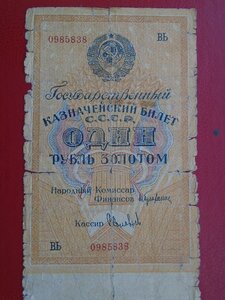 0985838 ВЬ
Государственный
КАЗНАЧЕЙСКИЙ БИЛЕТ
С.С.С.Р.
ОДИН
РУБЛЬ ЗОЛОТОМ
Народный Комиссар
Финансов
Кассир
ВЬ 0985838